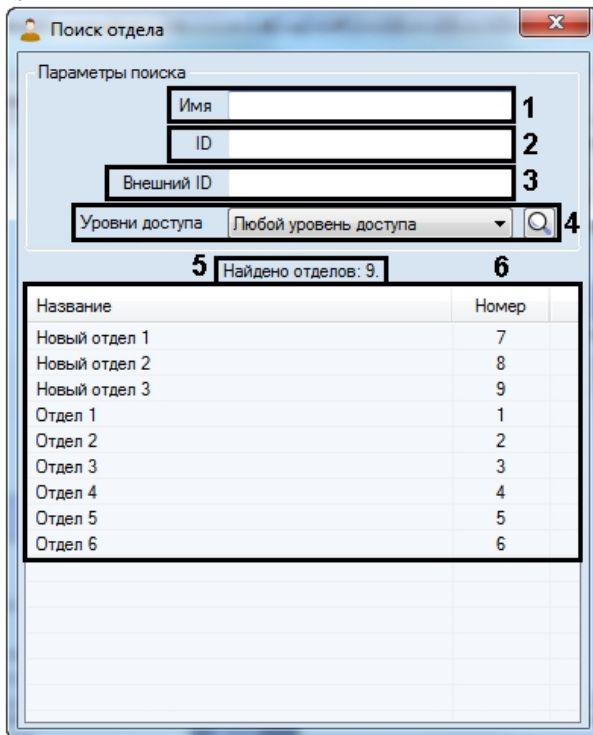 Поиск отдела
Параметры поиска
Имя 1
ID 2
Внешний ID 3
Уровни доступа Любой уровень доступа 4
5 Найдено отделов: 9. 6
Название Номер
Новый отдел 1 7
Новый отдел 2 8
Новый отдел 3 9
Отдел 1 1
Отдел 2 2
Отдел 3 3
Отдел 4 4
Отдел 5 5
Отдел 6 6